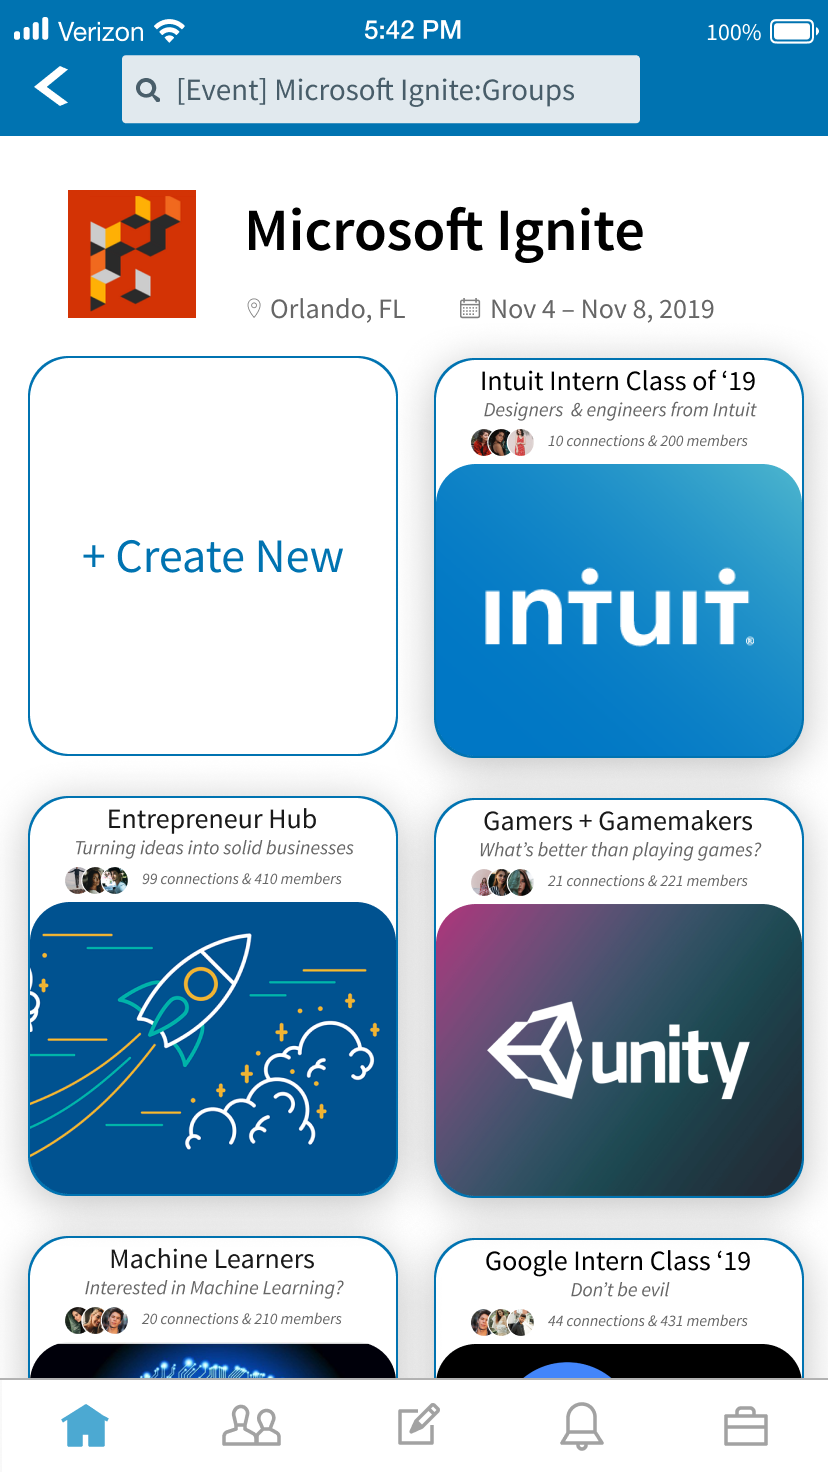 Verizon 5:42 PM 100%
[Event] Microsoft Ignite:Groups
Microsoft Ignite
Orlando, FL Nov 4 – Nov 8, 2019
+ Create New
Intuit Intern Class of ‘19
Designers & engineers from Intuit
10 connections & 200 members
intuit®
Entrepreneur Hub
Turning ideas into solid businesses
99 connections & 410 members
Gamers + Gamemakers
What’s better than playing games?
21 connections & 221 members
unity
Machine Learners
Interested in Machine Learning?
20 connections & 210 members
Google Intern Class ‘19
Don’t be evil
44 connections & 431 members